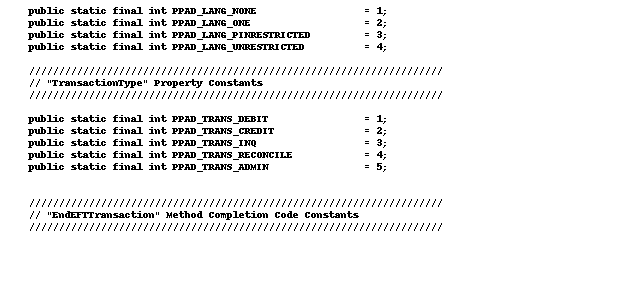 public static final int PPAD_LANG_NONE = 1;
public static final int PPAD_LANG_ONE = 2;
public static final int PPAD_LANG_PINRESTRICTED = 3;
public static final int PPAD_LANG_UNRESTRICTED = 4;
/////////////////////////////////////////////////////////////////////
// "TransactionType" Property Constants
/////////////////////////////////////////////////////////////////////
public static final int PPAD_TRANS_DEBIT = 1;
public static final int PPAD_TRANS_CREDIT = 2;
public static final int PPAD_TRANS_INQ = 3;
public static final int PPAD_TRANS_RECONCILE = 4;
public static final int PPAD_TRANS_ADMIN = 5;
/////////////////////////////////////////////////////////////////////
// "EndEFTTransaction" Method Completion Code Constants
/////////////////////////////////////////////////////////////////////